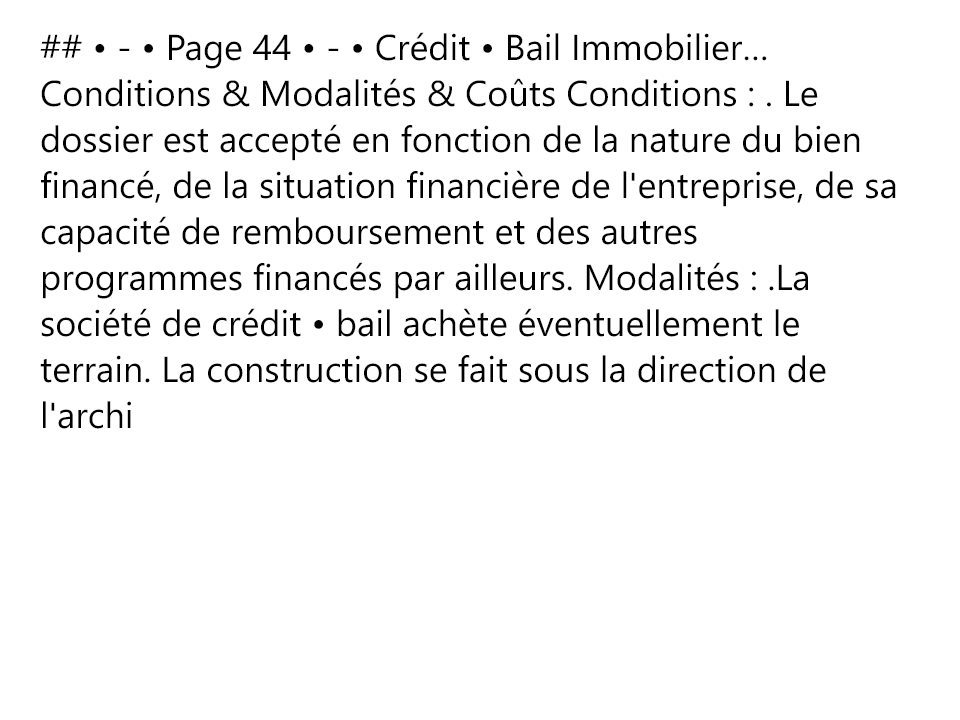 ## • - • Page 44 • - • Crédit • Bail Immobilier...
Conditions & Modalités & Coûts Conditions : . Le
dossier est accepté en fonction de la nature du bien
financé, de la situation financière de l'entreprise, de sa
capacité de remboursement et des autres
programmes financés par ailleurs. Modalités : .La
société de crédit • bail achète éventuellement le
terrain. La construction se fait sous la direction de
l'archi